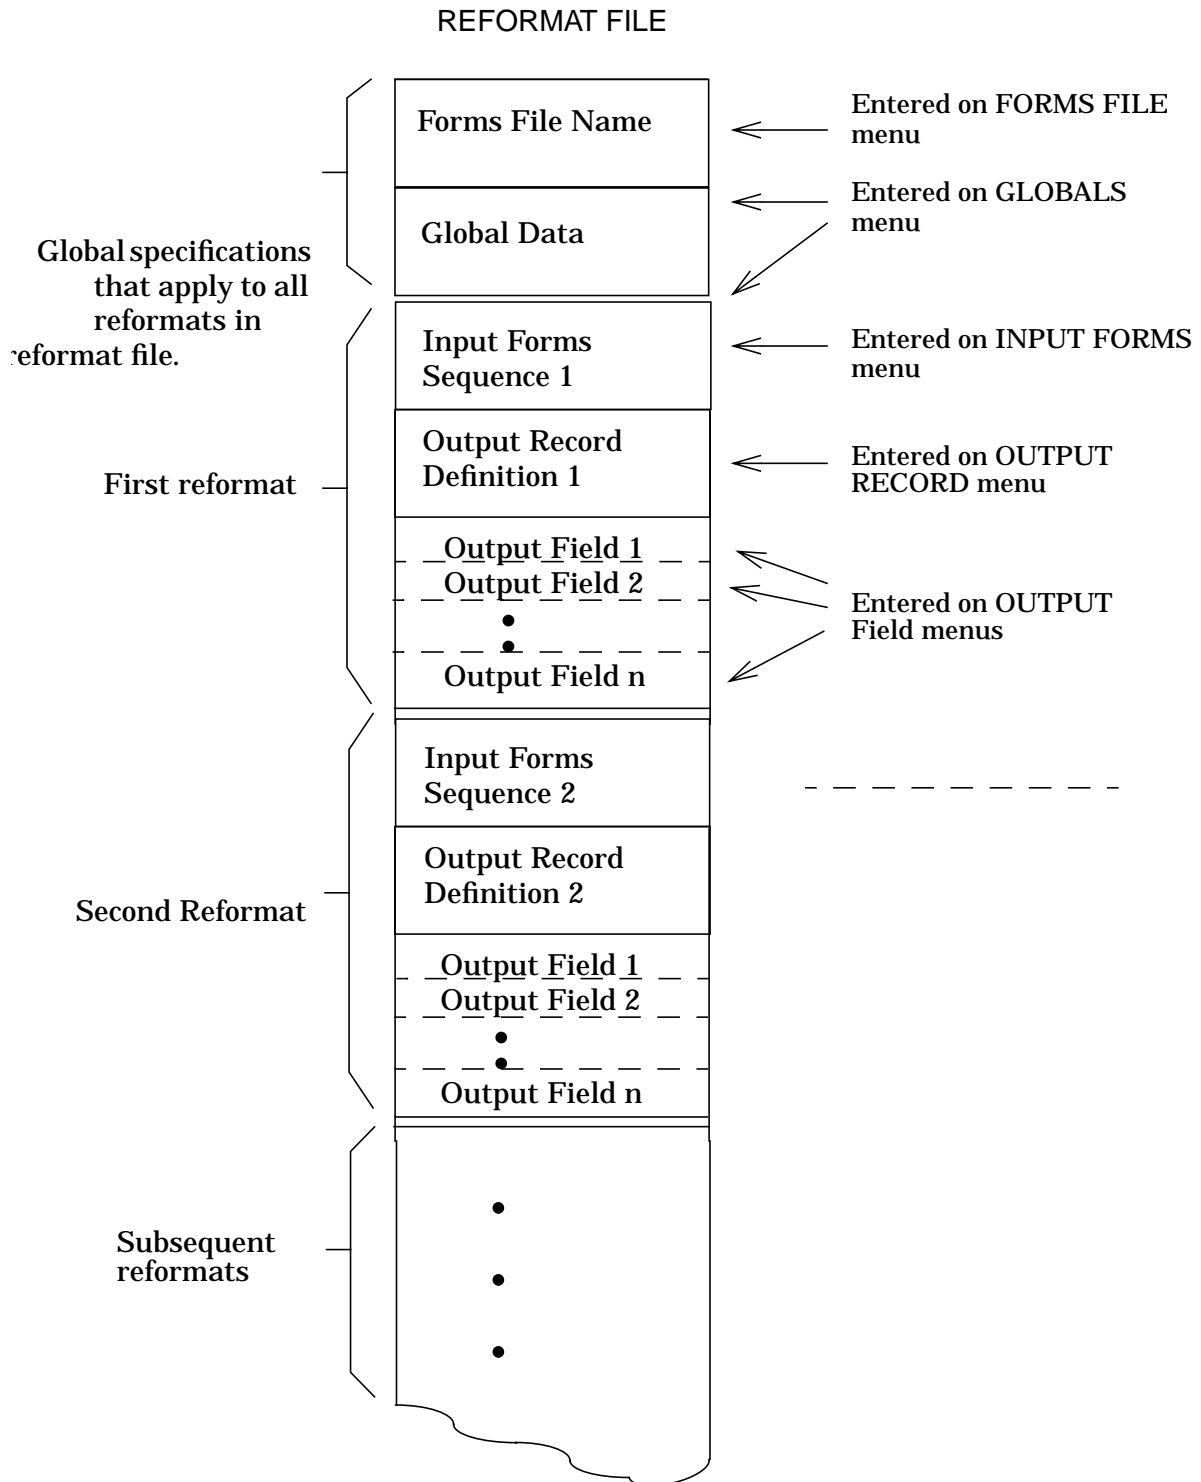 REFORMAT FILE
Forms File Name
Entered on FORMS FILE
menu
Global Data
Entered on GLOBALS
menu
Global specifications
that apply to all
reformats in
reformat file.
Input Forms
Sequence 1
Entered on INPUT FORMS
menu
First reformat
Output Record
Definition 1
Entered on OUTPUT
RECORD menu
Output Field 1
Output Field 2
Output Field n
Entered on OUTPUT
Field menus
Second Reformat
Input Forms
Sequence 2
Output Record
Definition 2
Output Field 1
Output Field 2
Output Field n
Subsequent
reformats